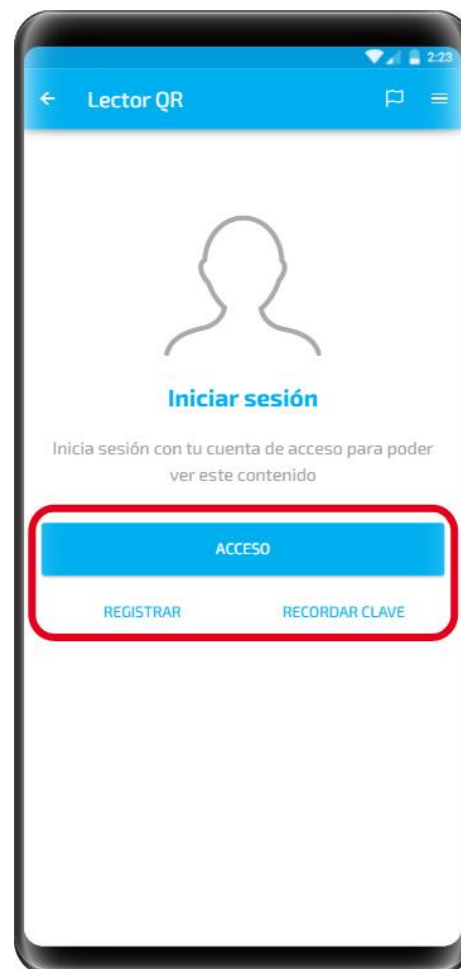 2:23
Lector QR
Iniciar sesión
Inicia sesión con tu cuenta de acceso para poder
ver este contenido
ACCESO
REGISTRAR RECORDAR CLAVE